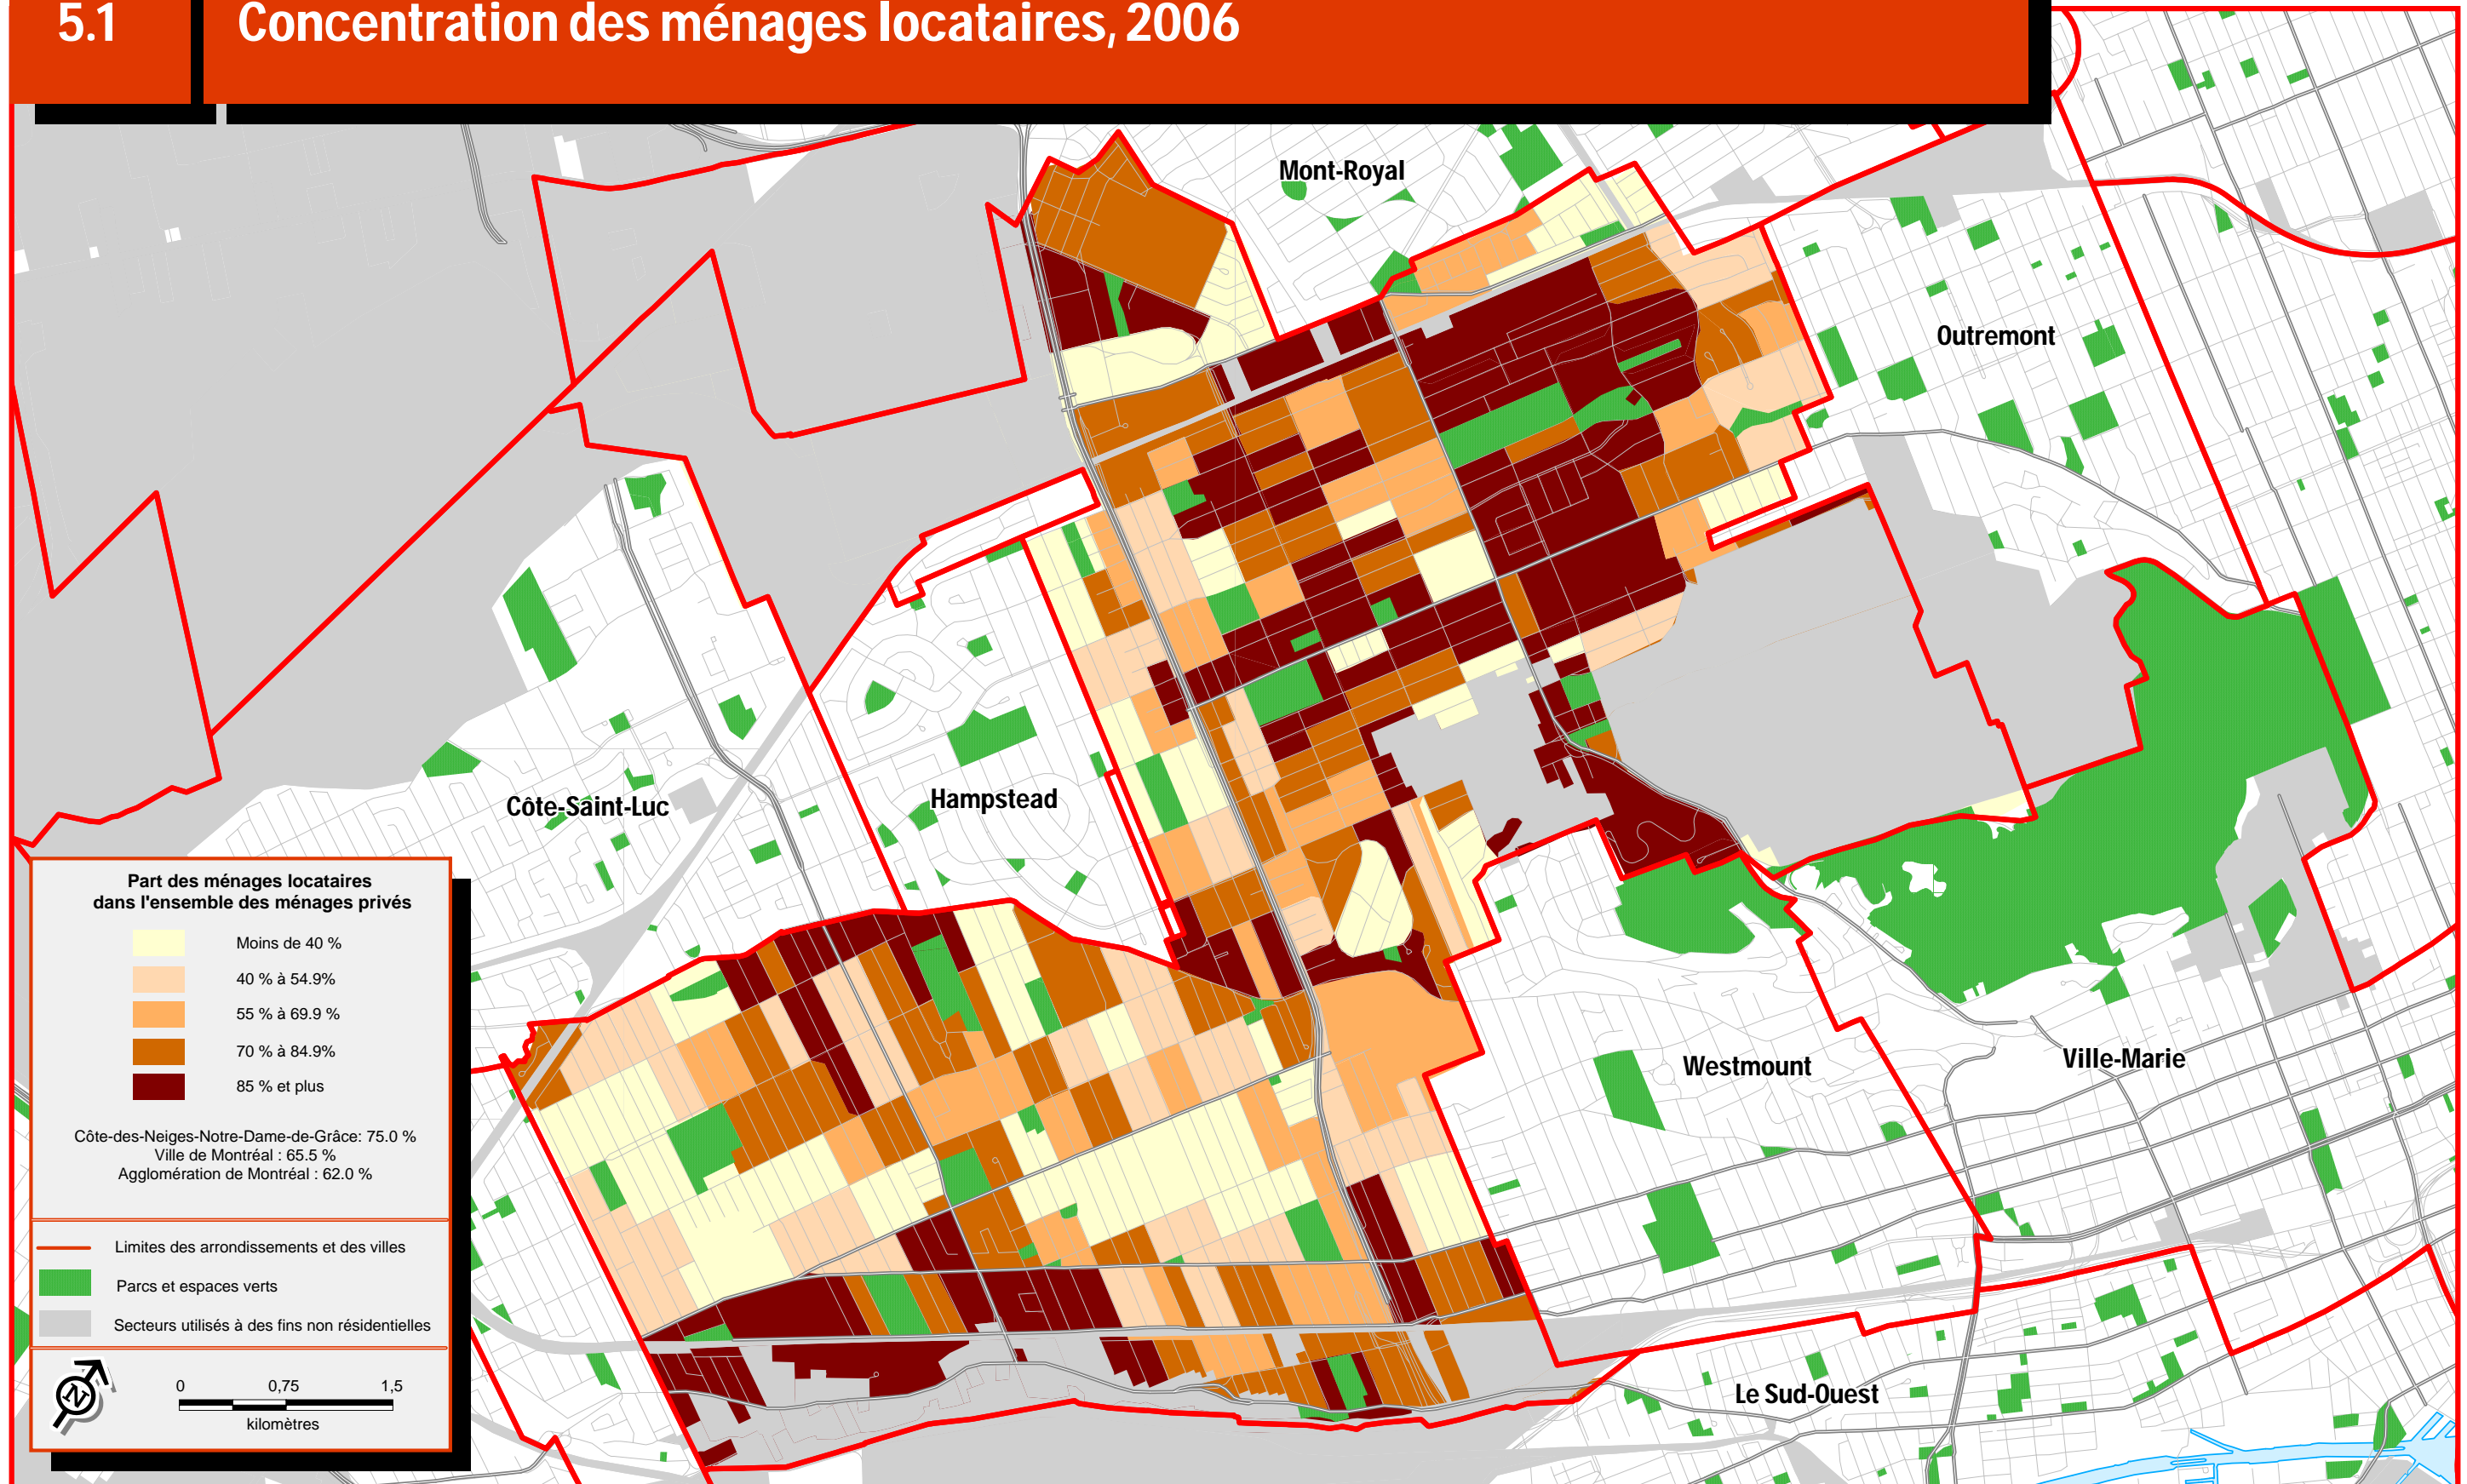 5.1
Concentration des ménages locataires, 2006
Mont-Royal
Outremont
Côte-Saint-Luc
Hampstead
Westmount
Ville-Marie
Le Sud-Ouest
Part des ménages locataires
dans l'ensemble des ménages privés
Moins de 40 %
40 % à 54.9%
55 % à 69.9 %
70 % à 84.9%
85 % et plus
Côte-des-Neiges-Notre-Dame-de-Grâce: 75.0 %
Ville de Montréal : 65.5 %
Agglomération de Montréal : 62.0 %
Limites des arrondissements et des villes
Parcs et espaces verts
Secteurs utilisés à des fins non résidentielles
N
0 0,75 1,5
kilomètres